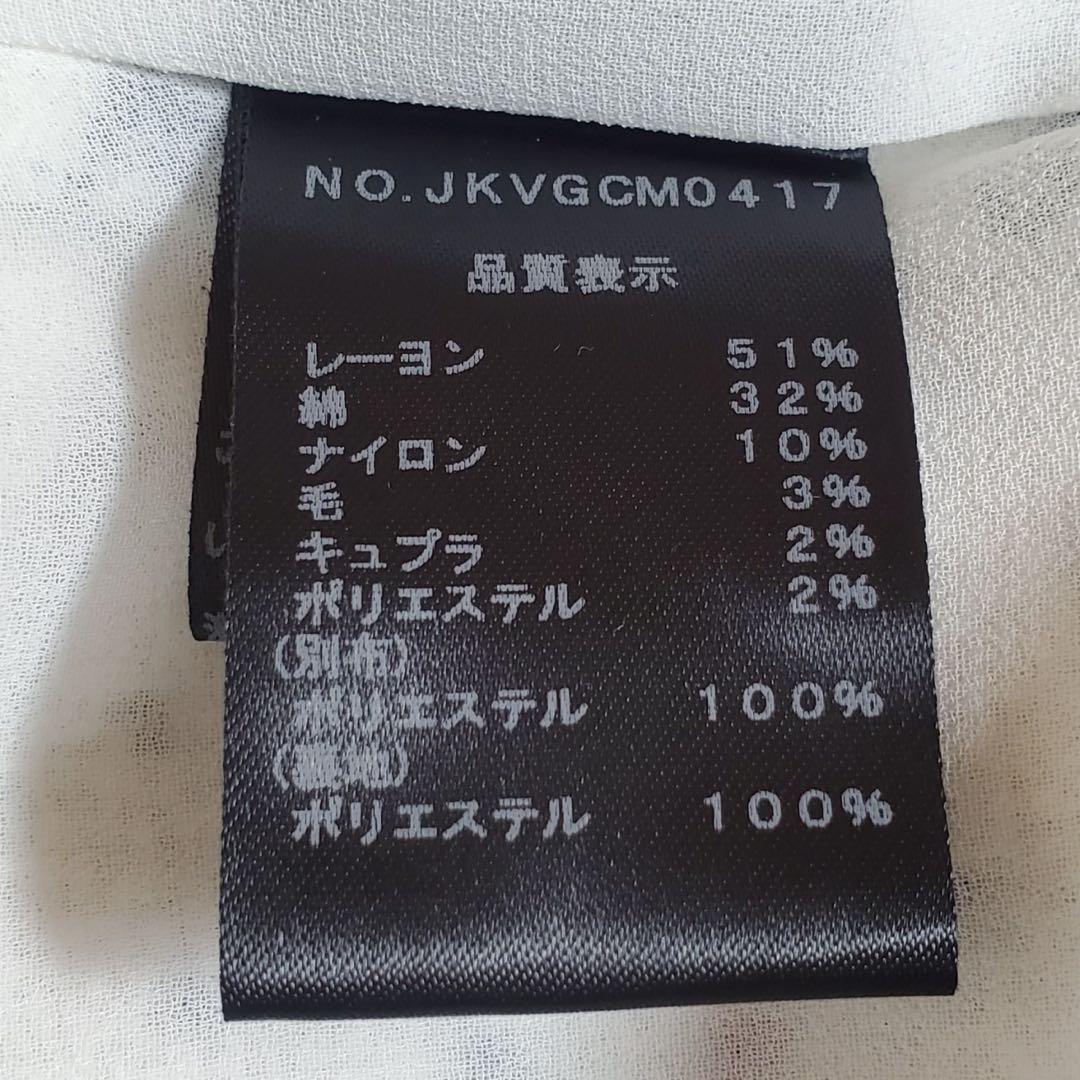 NO.JKVGCM0417
品質表示
レーヨン 51%
綿 32%
ナイロン 10%
毛 3%
キュプラ 2%
ポリエステル 2%
(別布)
ポリエステル 100%
(裏地)
ポリエステル 100%